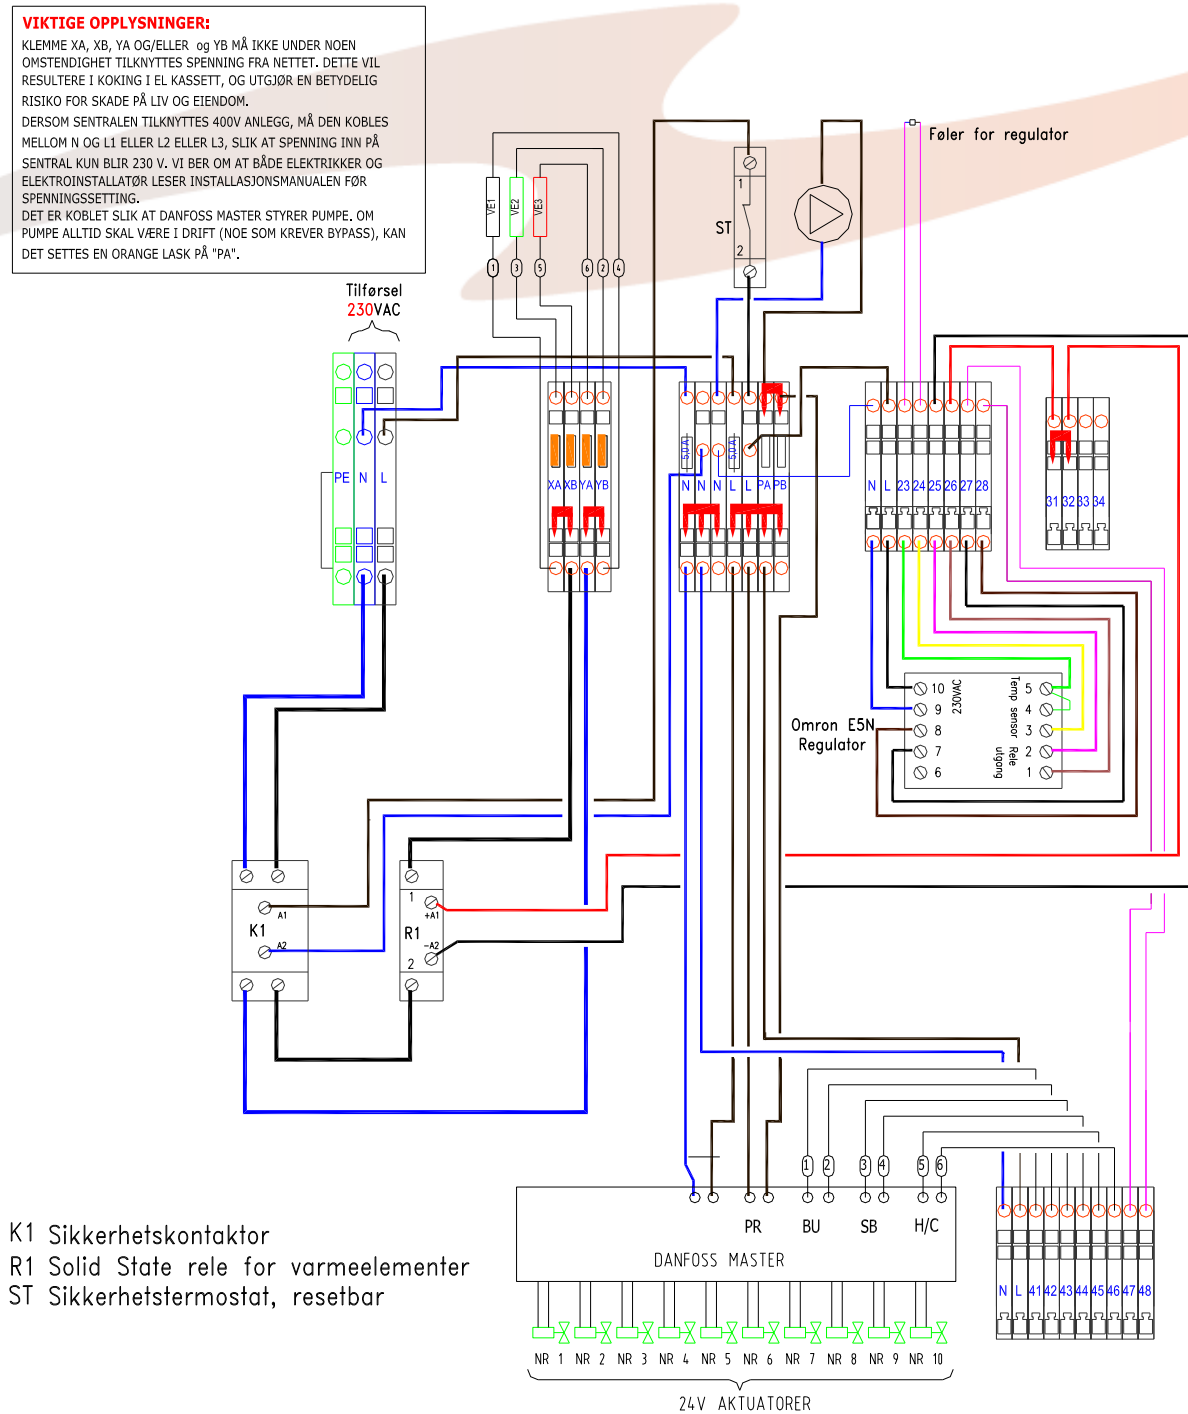 VIKTIGE OPPLYSNINGER:
KLEMME XA, XB, YA OG/ELLER og YB MÅ IKKE UNDER NOEN
OMSTENDIGHET TILKNYTTES SPENNING FRA NETTET. DETTE VIL
RESULTERE I KOKING I EL KASSETT, OG UTGJØR EN BETYDELIG
RISIKO FOR SKADE PÅ LIV OG EIENDOM.
DERSOM SENTRALEN TILKNYTTES 400V ANLEGG, MÅ DEN KOBLES
MELLOM N OG L1 ELLER L2 ELLER L3, SLIK AT SPENNING INN PÅ
SENTRAL KUN BLIR 230 V. VI BER OM AT BÅDE ELEKTRIKKER OG
ELEKTROINSTALLATØR LESER INSTALLASJONSMANUALEN FØR
SPENNINGSSETTING.
DET ER KOBLET SLIK AT DANFOSS MASTER STYRER PUMPE. OM
PUMPE ALLTID SKAL VÆRE I DRIFT (NOE SOM KREVER BYPASS), KAN
DET SETTES EN ORANGE LASK PÅ "PA".
Føler for regulator
VE1 VE2 VE3
1
ST
2
1 3 5 6 2 4
Tilførsel
230VAC
5,0 A 5,0 A
PE N L
XA XB YA YB
N N N L L PA PB
N L 23 24 25 26 27 28
31 32 33 34
Omron E5N
Regulator
10 9 8 7 6
230VAC
Temp sensor
Rele
utgong
5 4 3 2 1
K1
A1
A2
1
+A1
R1
-A2
2
1 2 3 4 5 6
PR BU SB H/C
DANFOSS MASTER
N L 41 42 43 44 45 46 47 48
K1 Sikkerhetskontaktor
R1 Solid State rele for varmeelementer
ST Sikkerhetstermostat, resetbar
NR 1 NR 2 NR 3 NR 4 NR 5 NR 6 NR 7 NR 8 NR 9 NR 10
24V AKTUATORER